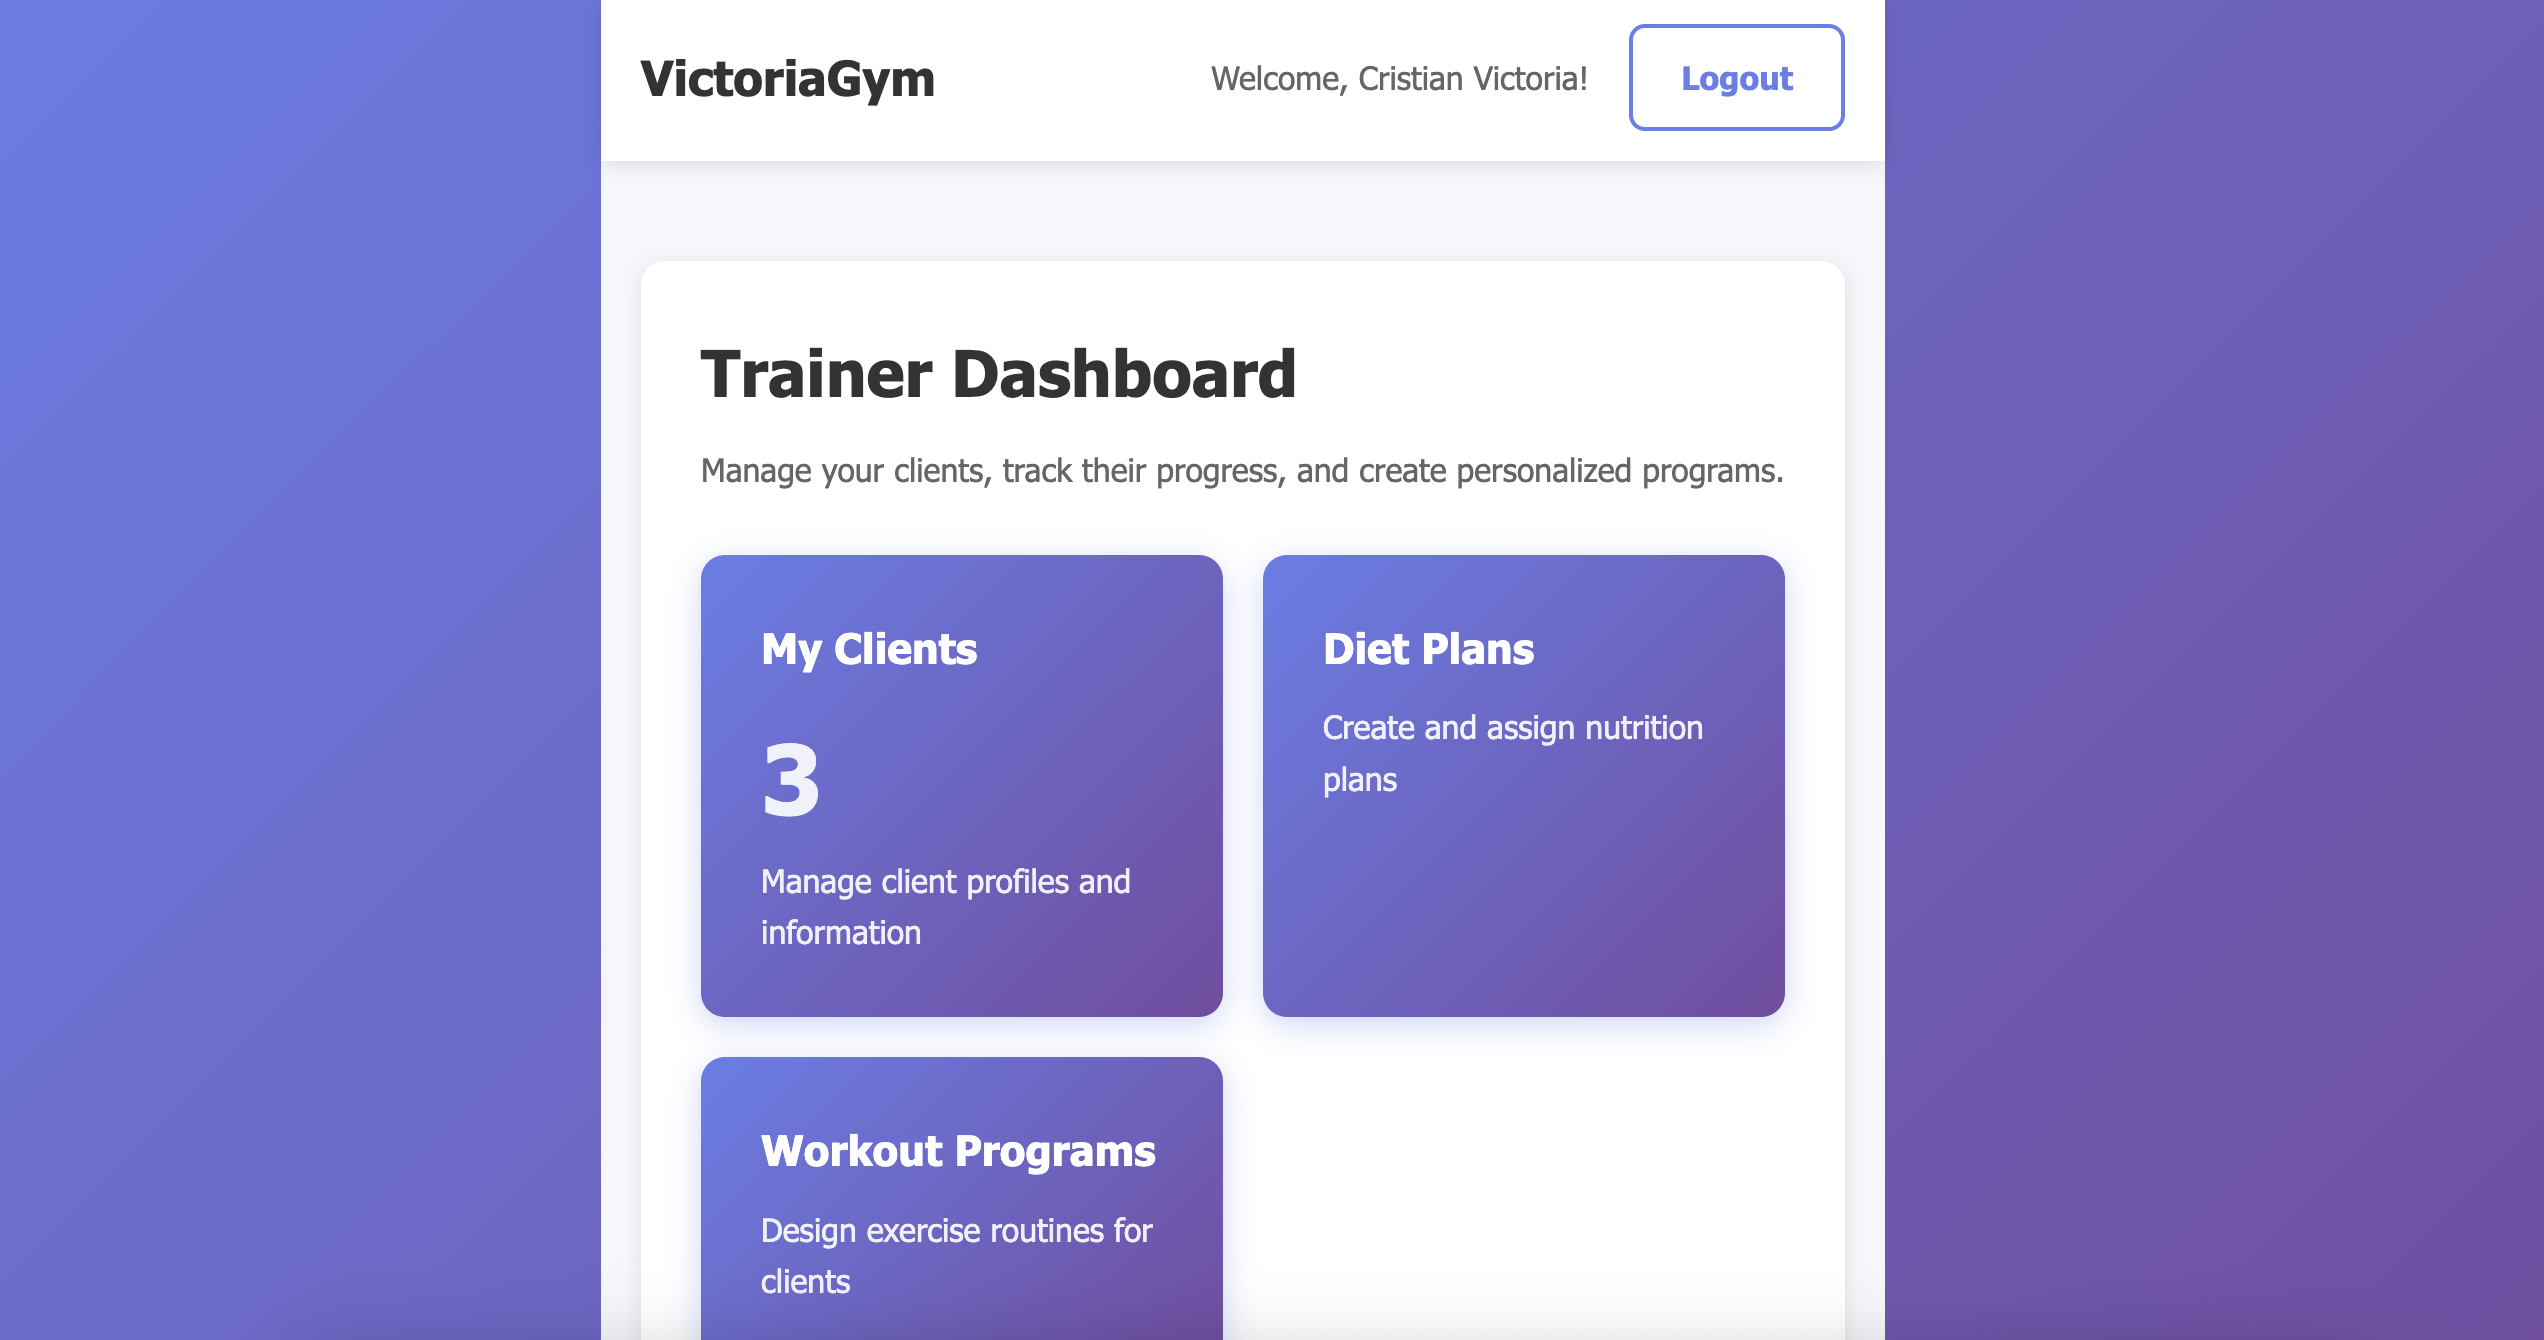 VictoriaGym
Welcome, Cristian Victoria!
Logout
Trainer Dashboard
Manage your clients, track their progress, and create personalized programs.
My Clients
3
Manage client profiles and
information
Diet Plans
Create and assign nutrition
plans
Workout Programs
Design exercise routines for
clients